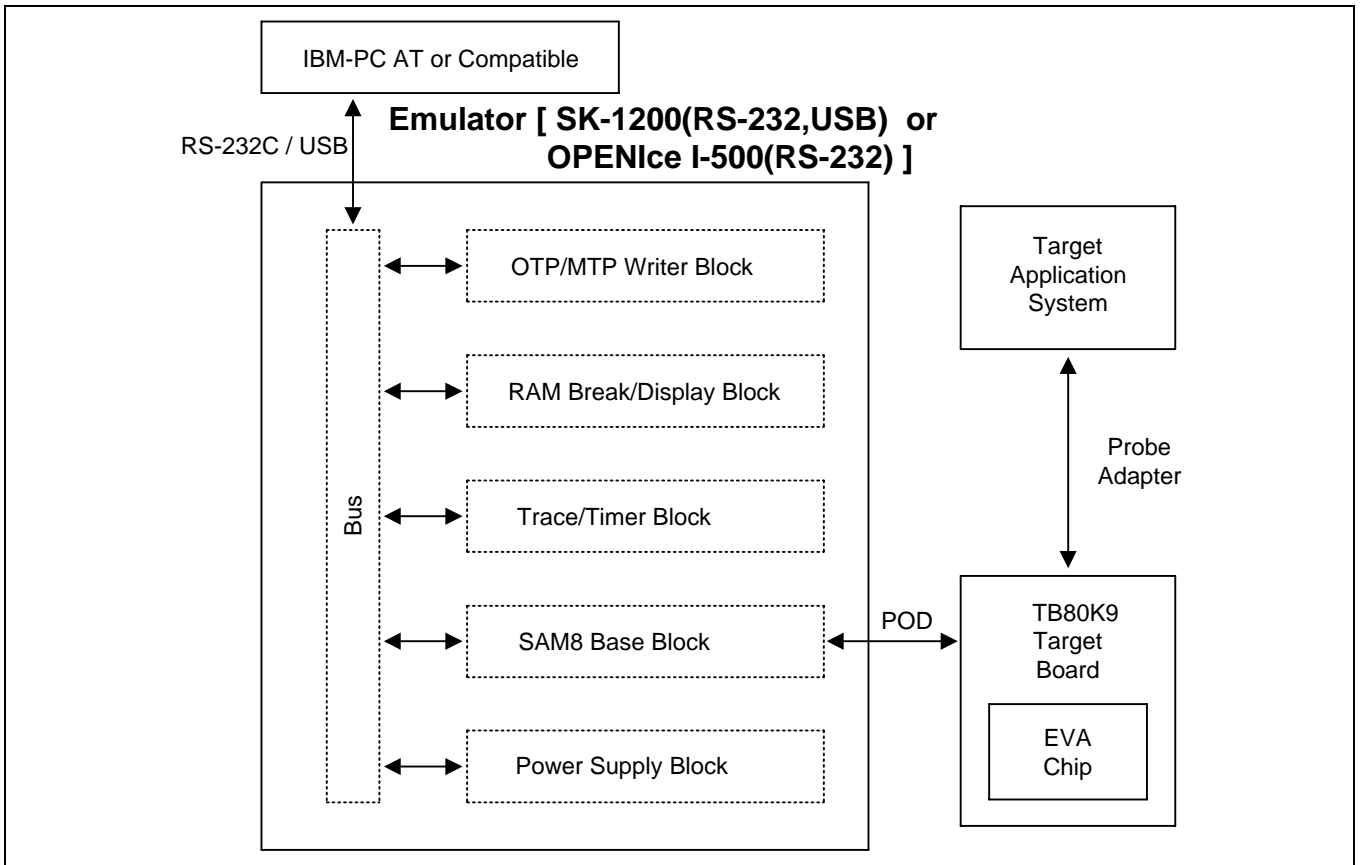 IBM-PC AT or Compatible
RS-232C / USB
Emulator [ SK-1200(RS-232,USB) or
OPENIce I-500(RS-232) ]
Bus
OTP/MTP Writer Block
RAM Break/Display Block
Trace/Timer Block
SAM8 Base Block
Power Supply Block
POD
Target
Application
System
Probe
Adapter
TB80K9
Target
Board
EVA
Chip